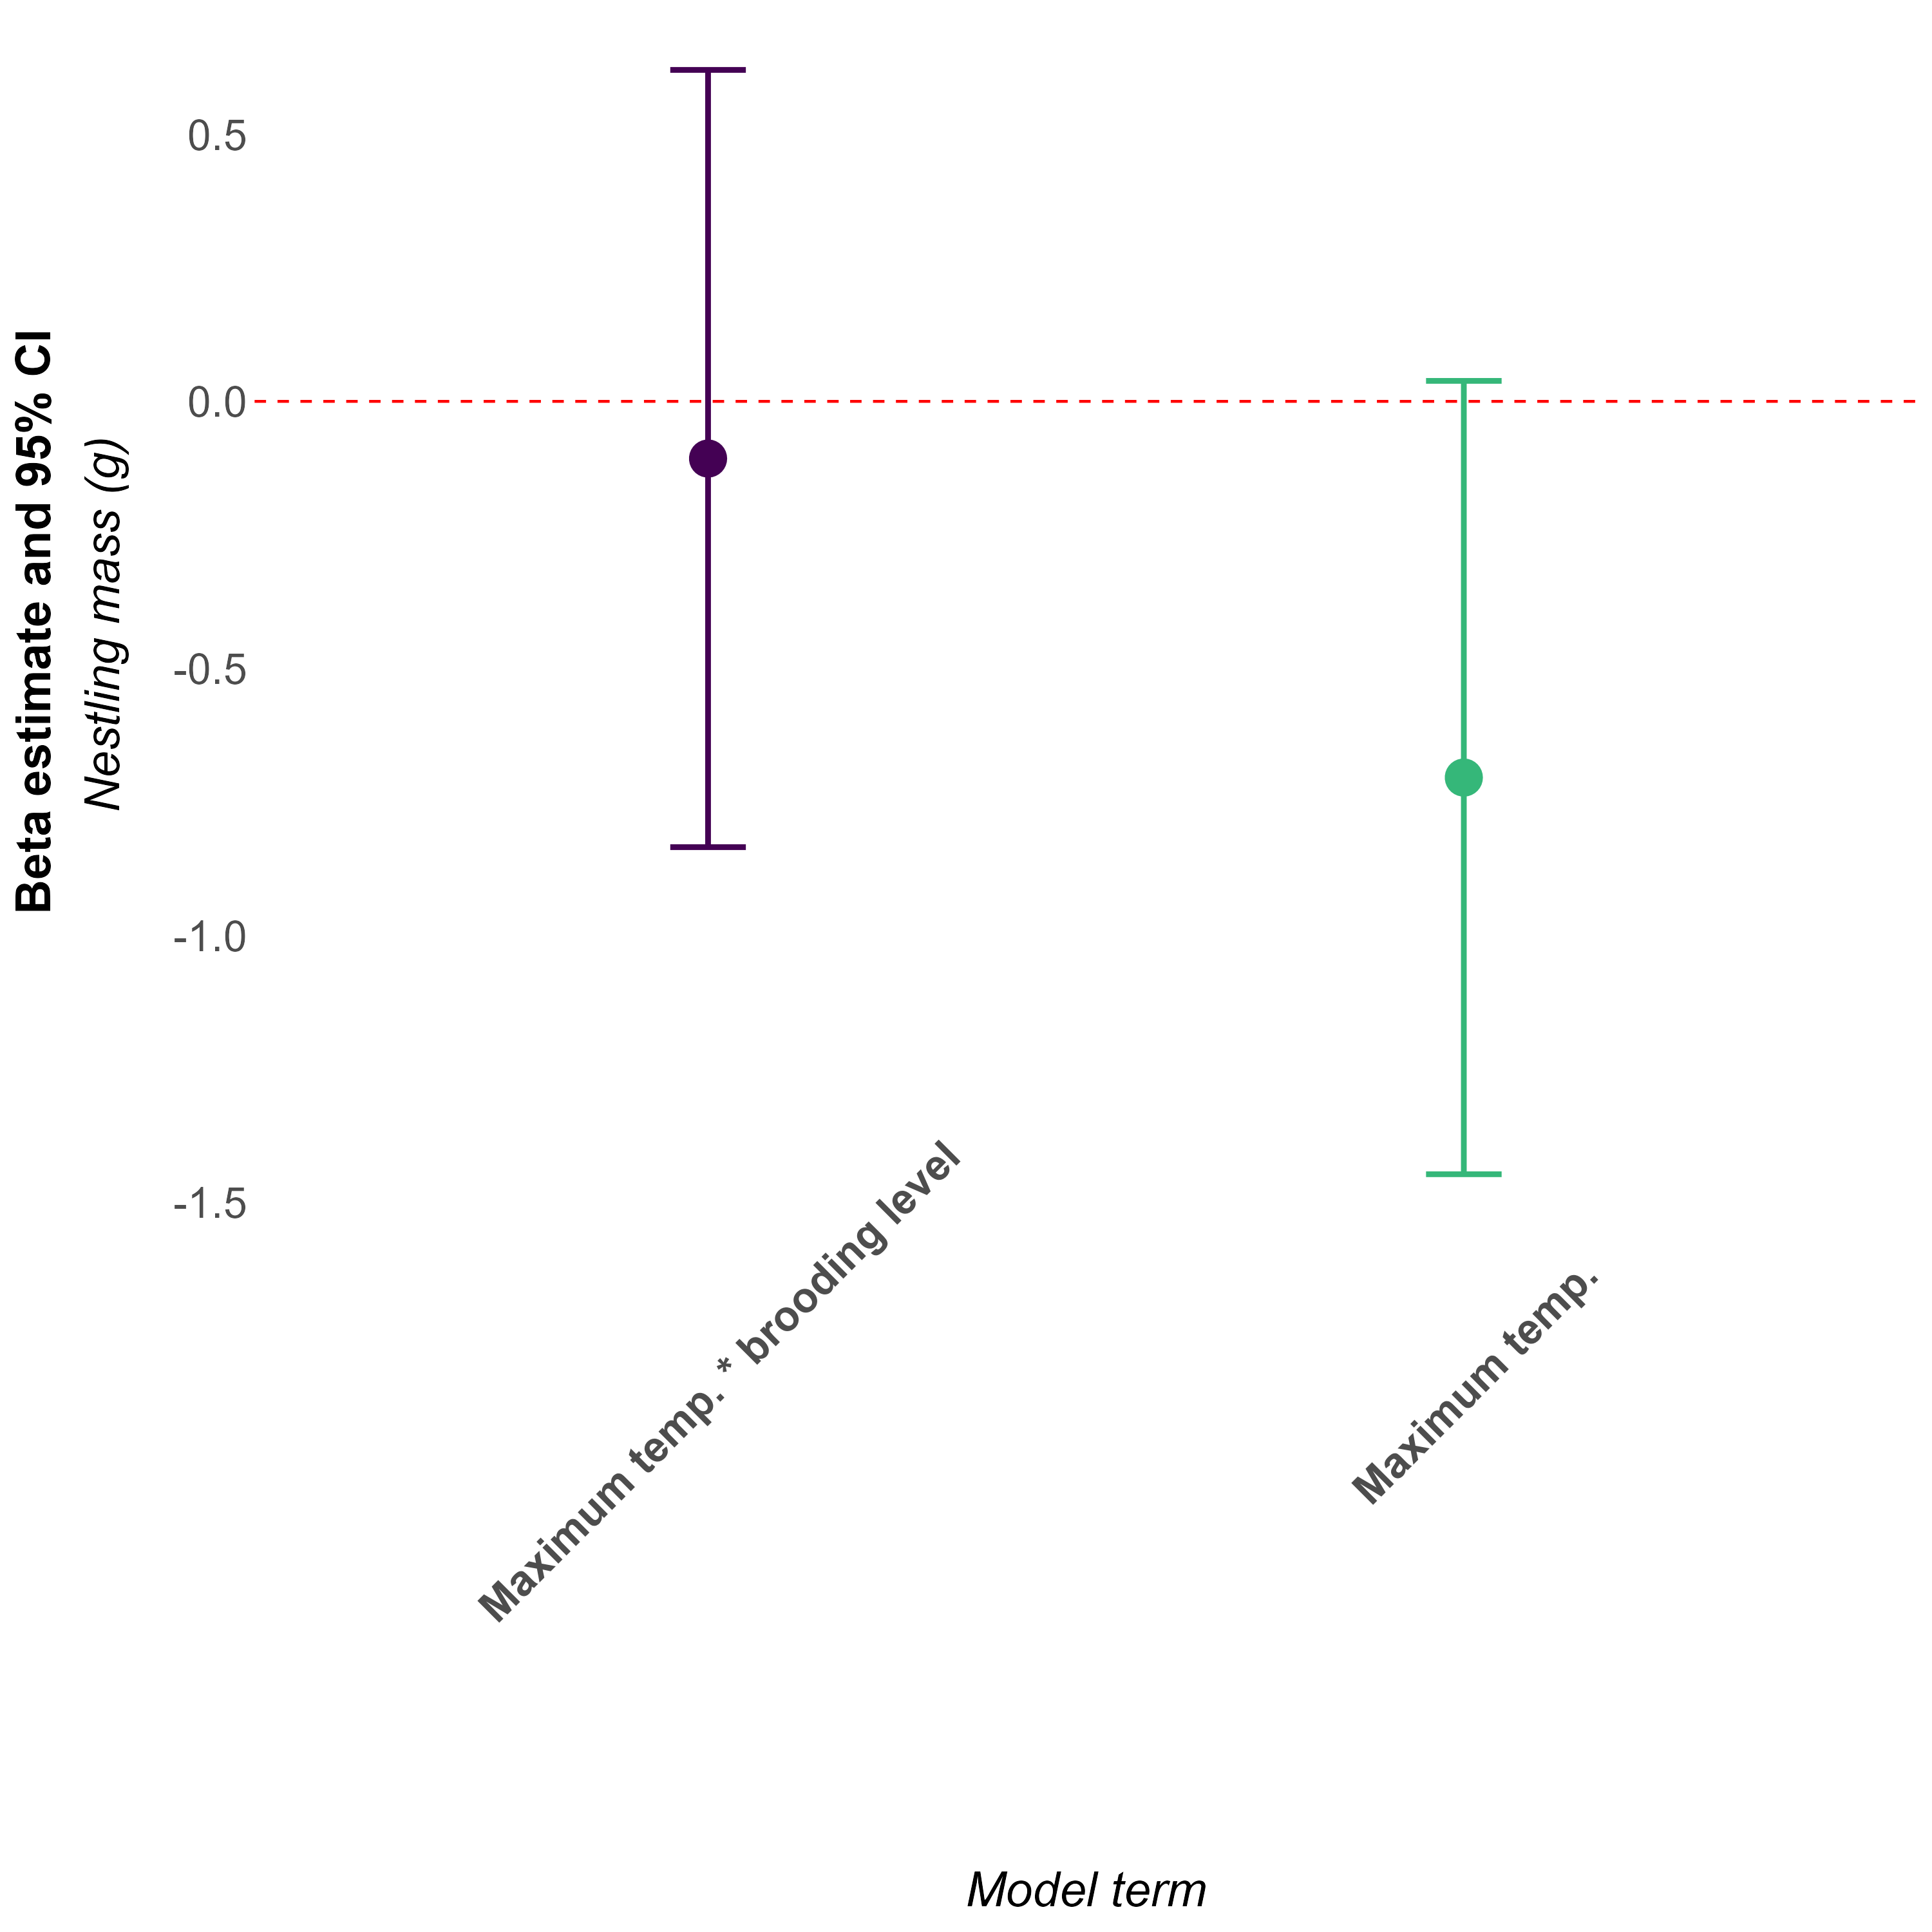 Beta estimate and 95% CI
Nestling mass (g)
0.5
0.0
-0.5
-1.0
-1.5
Maximum temp. * brooding level
Maximum temp.
Model term